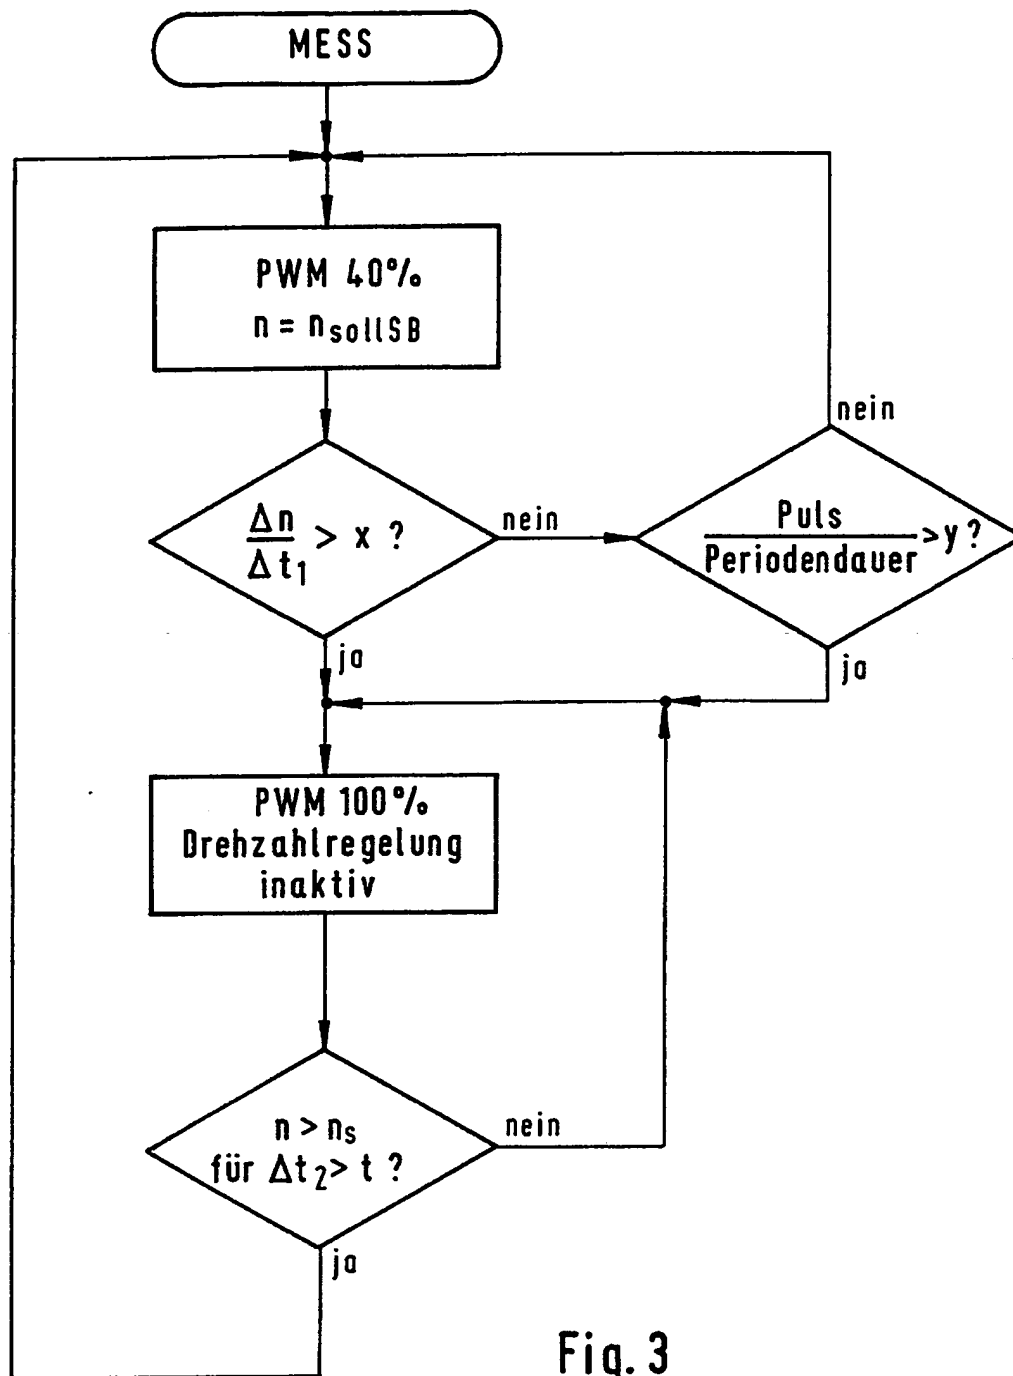 MESS
PWM 40%
n = nsollSB
Δn
Δt1
> x ?
nein
nein
Puls
Periodendauer
>y ?
ja
ja
PWM 100%
Drehzahlregelung
inaktiv
n > ns
für Δt2> t ?
nein
ja
Fig. 3